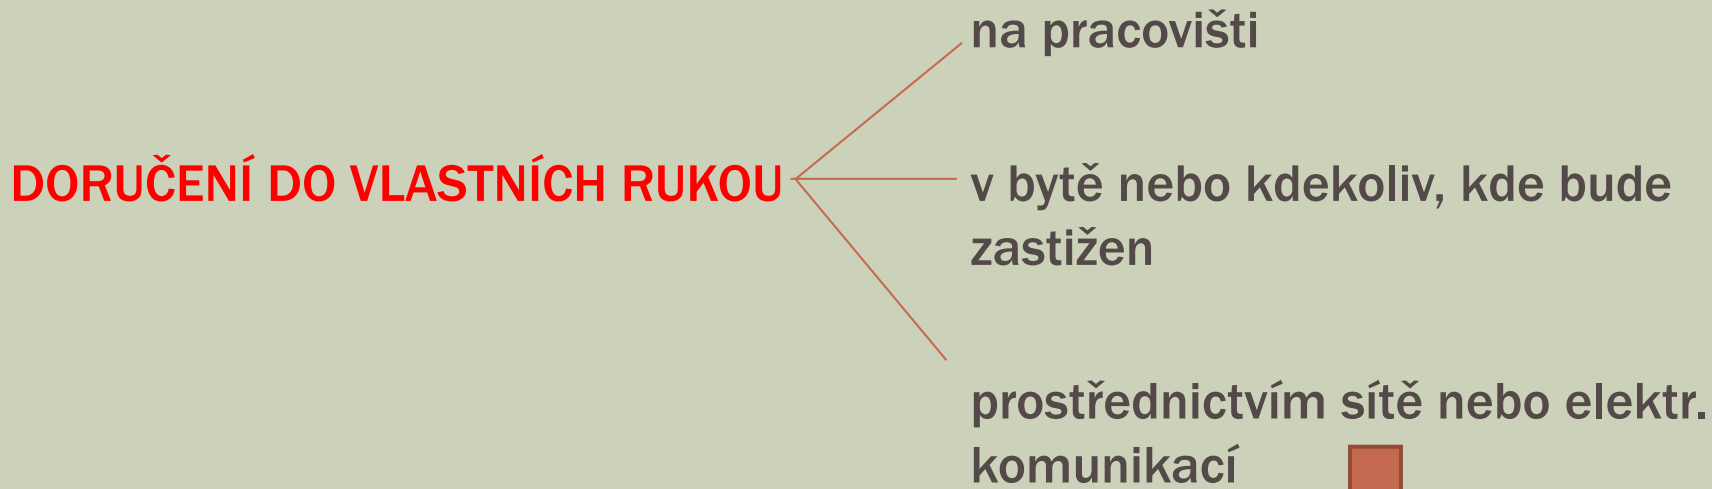 na pracovišti
DORUČENÍ DO VLASTNÍCH RUKOU
v bytě nebo kdekoliv, kde bude
zastižen
prostřednictvím sítě nebo elektr.
komunikací